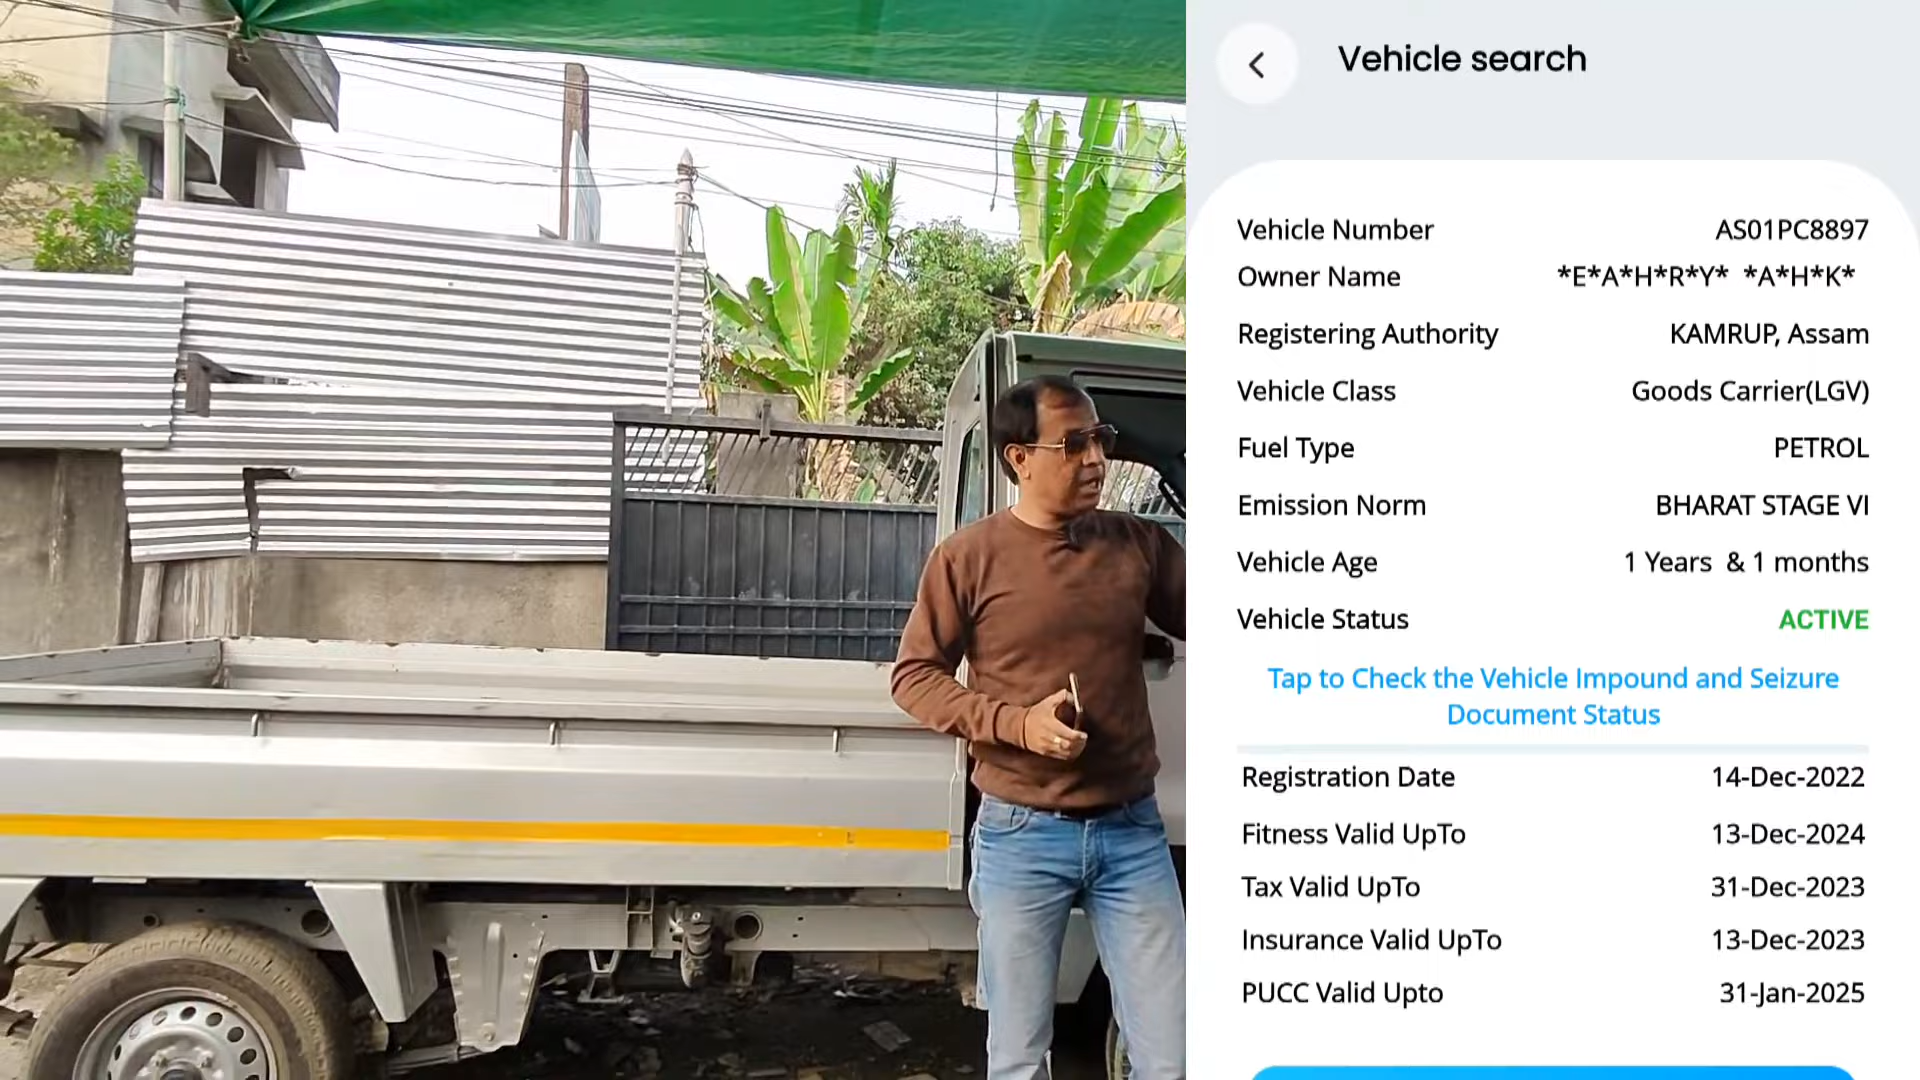 Vehicle search
Vehicle Number AS01PC8897
Owner Name *E*A*H*R*Y* *A*H*K*
Registering Authority KAMRUP, Assam
Vehicle Class Goods Carrier(LGV)
Fuel Type PETROL
Emission Norm BHARAT STAGE VI
Vehicle Age 1 Years & 1 months
Vehicle Status ACTIVE
Tap to Check the Vehicle Impound and Seizure
Document Status
Registration Date 14-Dec-2022
Fitness Valid UpTo 13-Dec-2024
Tax Valid UpTo 31-Dec-2023
Insurance Valid UpTo 13-Dec-2023
PUCC Valid Upto 31-Jan-2025